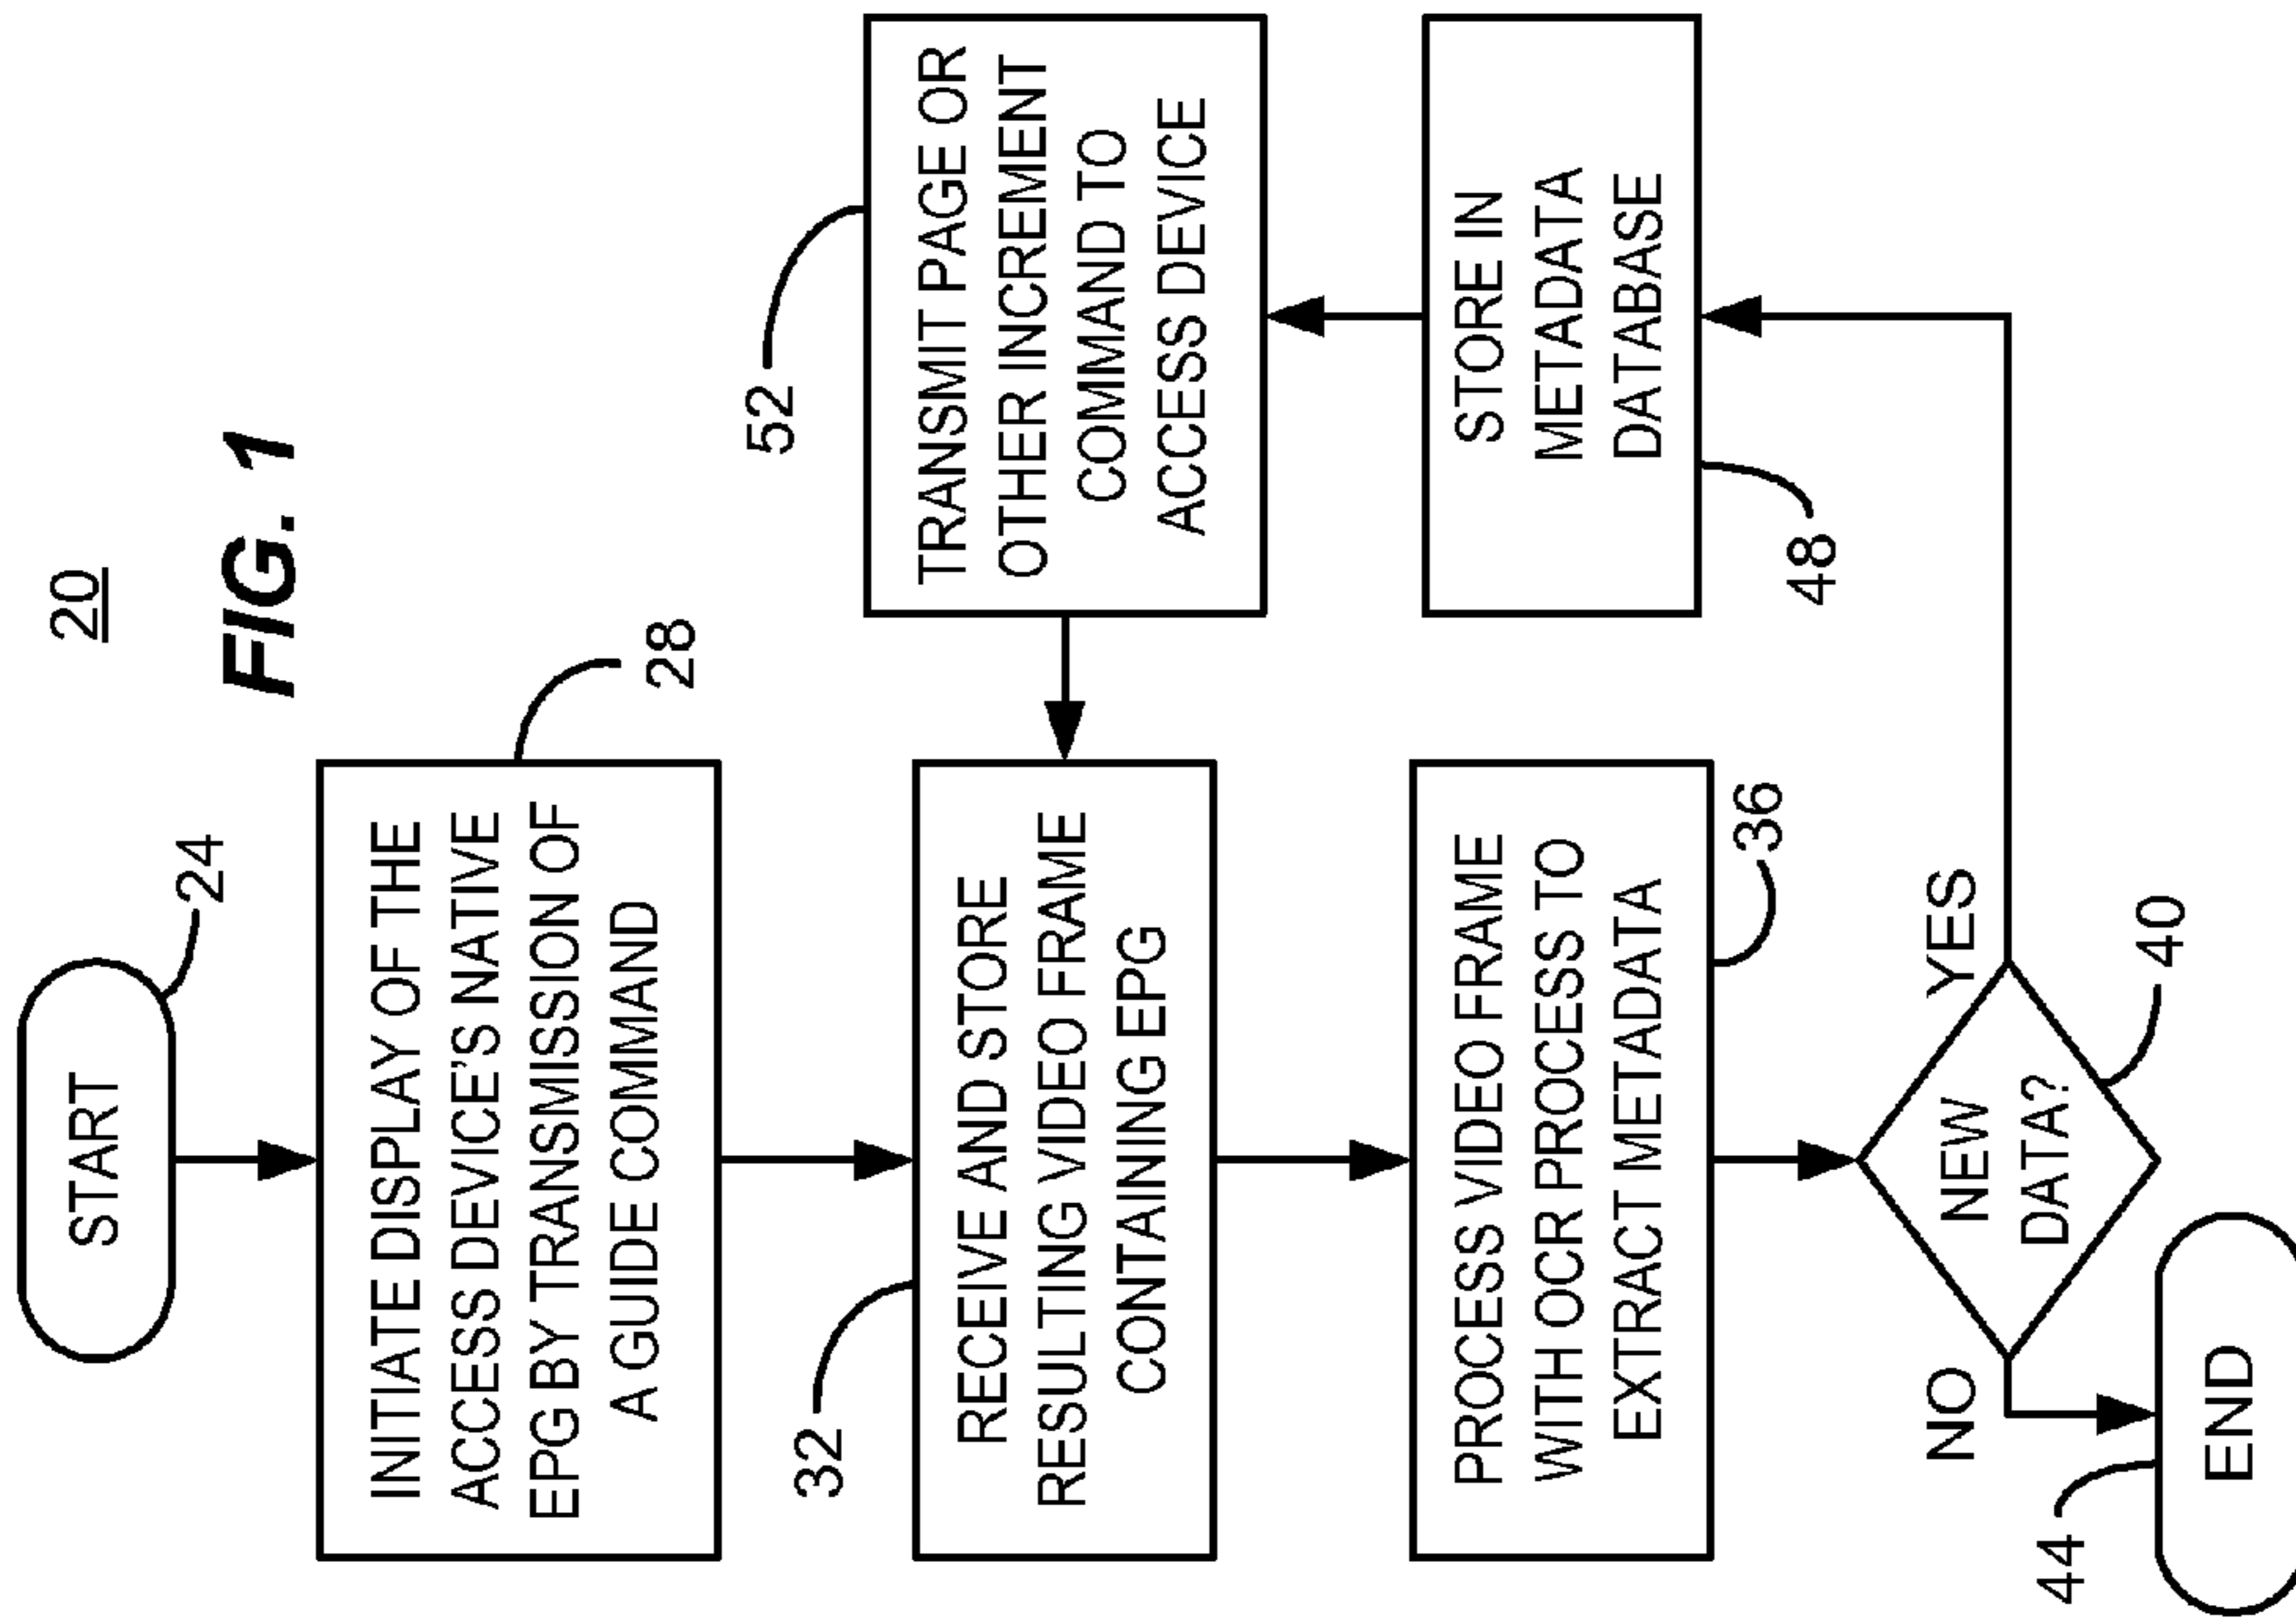 20
FIG. 1
START
24
INITIATE DISPLAY OF THE
ACCESS DEVICE'S NATIVE
EPG BY TRANSMISSION OF
A GUIDE COMMAND
28
RECEIVE AND STORE
RESULTING VIDEO FRAME
CONTAINING EPG
32
PROCESS VIDEO FRAME
WITH OCR PROCESS TO
EXTRACT METADATA
36
NEW
DATA?
40
NO
YES
END
44
STORE IN
METADATA
DATABASE
48
TRANSMIT PAGE OR
OTHER INCREMENT
COMMAND TO
ACCESS DEVICE
52